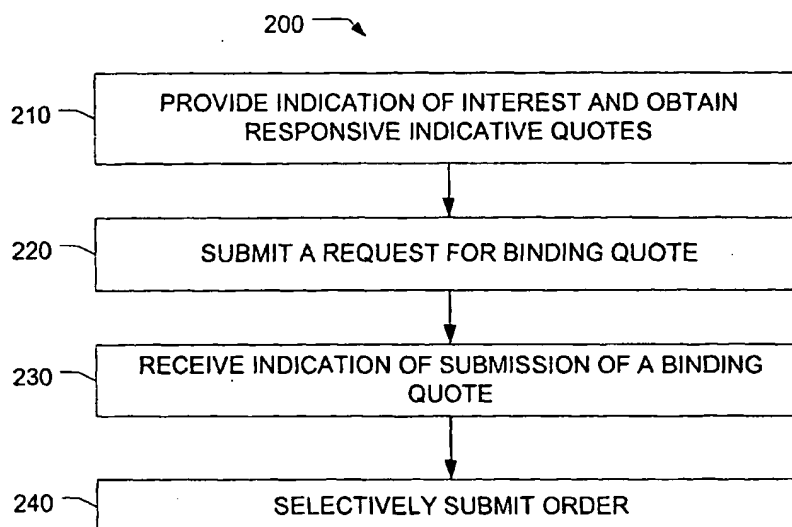 200
210
PROVIDE INDICATION OF INTEREST AND OBTAIN
RESPONSIVE INDICATIVE QUOTES
220
SUBMIT A REQUEST FOR BINDING QUOTE
230
RECEIVE INDICATION OF SUBMISSION OF A BINDING
QUOTE
240
SELECTIVELY SUBMIT ORDER